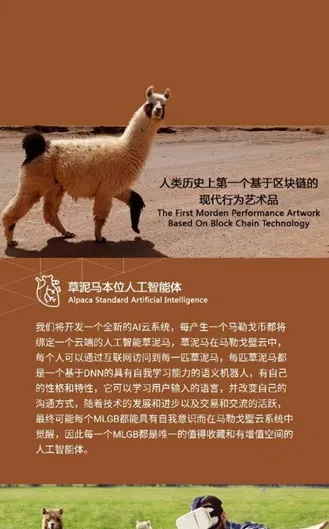 人类历史上第一个基于区块链的
现代行为艺术品
The First Morden Performance Artwork
Based On Block Chain Technology
草泥马本位人工智能体
Alpaca Standard Artificial Intelligence
我们将开发一个全新的AI云系统，每产生一个马勒戈币都将
绑定一个云端的人工智能草泥马，草泥马在马勒戈壁云中，
每个人可以通过互联网访问到每一匹草泥马，每匹草泥马都
是一个基于DNN的具有自我学习能力的语义机器人，有自己
的性格和特性，它可以学习用户输入的语言，并改变自己的
沟通方式，随着技术的发展和进步以及交易和交流的活跃，
最终可能每个MLGB都能具有自我意识而在马勒戈壁云系统中
觉醒，因此每一个MLGB都是唯一的值得收藏和有增值空间的
人工智能体。